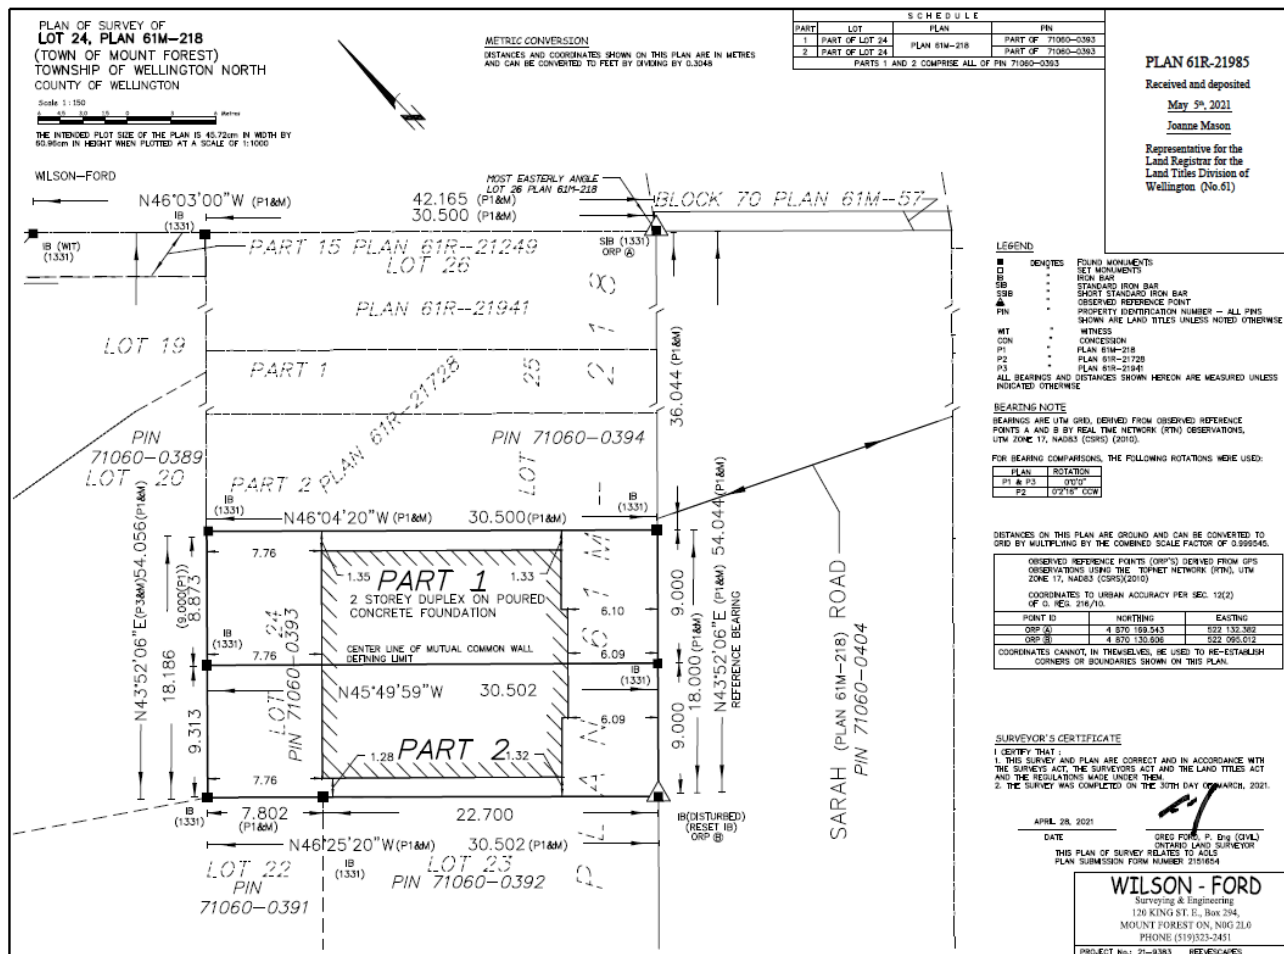 PLAN OF SURVEY OF
LOT 24, PLAN 61M-218
(TOWN OF MOUNT FOREST)
TOWNSHIP OF WELLINGTON NORTH
COUNTY OF WELLINGTON
Scale 1:150
Metres
THE INTENDED PLOT SIZE OF THE PLAN IS 45.72cm IN WIDTH BY
60.96cm IN HEIGHT WHEN PLOTTED AT A SCALE OF 1:1000
WILSON-FORD
METRIC CONVERSION
DISTANCES AND COORDINATES SHOWN ON THIS PLAN ARE IN METRES
AND CAN BE CONVERTED TO FEET BY DIVIDING BY 0.3048
SCHEDULE
PART LOT PLAN PIN
1 PART OF LOT 24 PLAN 61M-218 PART OF 71060-0393
2 PART OF LOT 24 PART OF 71060-0393
PARTS 1 AND 2 COMPRISE ALL OF PIN 71060-0393
PLAN 61R-21985
Received and deposited
May 5th, 2021
Joanne Mason
Representative for the
Land Registrar for the
Land Titles Division of
Wellington (No.61)
N46°03'00"W (P1&M)
42.165 (P1&M)
30.500 (P1&M)
MOST EASTERLY ANGLE
LOT 26 PLAN 61M-218
BLOCK 70 PLAN 61M-57
IB
(1331)
IB (WIT)
(1331)
SIB (1331)
ORP A
PART 15 PLAN 61R-21249
LOT 26
PLAN 61R-21941
LOT 19
PART 1
LOT 25
PLAN 61R-21728
36.044 (P1&M)
PIN
71060-0389
LOT 20
PART 2
PIN 71060-0394
PLAN 61M-218
IB
(1331)
N46°04'20"W (P1&M) 30.500(P1&M)
IB
(1331)
N43°52'06"E(P3&M)54.056(P1&M)
18.186
(9.000(P1))
8.873
9.313
7.76
1.35
PART 1
1.33
2 STOREY DUPLEX ON POURED
CONCRETE FOUNDATION
6.10
9.000
18.000 (P1&M)
N43°52'06"E (P1&M) 54.044(P1&M)
REFERENCE BEARING
IB
(1331)
7.76
CENTER LINE OF MUTUAL COMMON WALL
DEFINING LIMIT
6.09
IB
(1331)
LOT 24
PIN 71060-0393
N45°49'59"W 30.502
6.09
9.000
1.28
PART 2
1.32
7.76
IB
(1331)
7.802
(P1&M)
22.700
IB(DISTURBED)
(RESET IB)
ORP B
N46°25'20"W(P1&M) 30.502(P1&M)
IB
(1331)
LOT 22
PIN
71060-0391
LOT 23
PIN 71060-0392
SARAH (PLAN 61M-218) ROAD
PIN 71060-0404
LEGEND
DENOTES FOUND MONUMENTS
" SET MONUMENTS
IB " IRON BAR
SIB " STANDARD IRON BAR
SSIB " SHORT STANDARD IRON BAR
" OBSERVED REFERENCE POINT
PIN " PROPERTY IDENTIFICATION NUMBER - ALL PINS
SHOWN ARE LAND TITLES UNLESS NOTED OTHERWISE
WIT " WITNESS
CON " CONCESSION
P1 " PLAN 61M-218
P2 " PLAN 61R-21728
P3 " PLAN 61R-21941
ALL BEARINGS AND DISTANCES SHOWN HEREON ARE MEASURED UNLESS
INDICATED OTHERWISE
BEARING NOTE
BEARINGS ARE UTM GRID, DERIVED FROM OBSERVED REFERENCE
POINTS A AND B BY REAL TIME NETWORK (RTN) OBSERVATIONS,
UTM ZONE 17, NAD83 (CSRS) (2010).
FOR BEARING COMPARISONS, THE FOLLOWING ROTATIONS WERE USED:
PLAN ROTATION
P1 & P3 0'0'0"
P2 0'2'16" CCW
DISTANCES ON THIS PLAN ARE GROUND AND CAN BE CONVERTED TO
GRID BY MULTIPLYING BY THE COMBINED SCALE FACTOR OF 0.999545.
OBSERVED REFERENCE POINTS (ORP'S) DERIVED FROM GPS
OBSERVATIONS USING THE TOPNET NETWORK (RTN), UTM
ZONE 17, NAD83 (CSRS)(2010)
COORDINATES TO URBAN ACCURACY PER SEC. 12(2)
OF O. REG. 216/10.
POINT ID NORTHING EASTING
ORP A 4 870 169.543 522 132.382
ORP B 4 870 130.606 522 095.012
COORDINATES CANNOT, IN THEMSELVES, BE USED TO RE-ESTABLISH
CORNERS OR BOUNDARIES SHOWN ON THIS PLAN.
SURVEYOR'S CERTIFICATE
I CERTIFY THAT :
1. THIS SURVEY AND PLAN ARE CORRECT AND IN ACCORDANCE WITH
THE SURVEYS ACT, THE SURVEYORS ACT AND THE LAND TITLES ACT
AND THE REGULATIONS MADE UNDER THEM.
2. THE SURVEY WAS COMPLETED ON THE 30TH DAY OF MARCH, 2021.
APRIL 28, 2021
DATE
GREG FORD, P. Eng (CIVIL)
ONTARIO LAND SURVEYOR
THIS PLAN OF SURVEY RELATES TO AOLS
PLAN SUBMISSION FORM NUMBER 2151654
WILSON - FORD
Surveying & Engineering
120 KING ST. E., Box 294,
MOUNT FOREST ON, N0G 2L0
PHONE (519)323-2451
PROJECT No.: 21-9383 REEVESCAPES